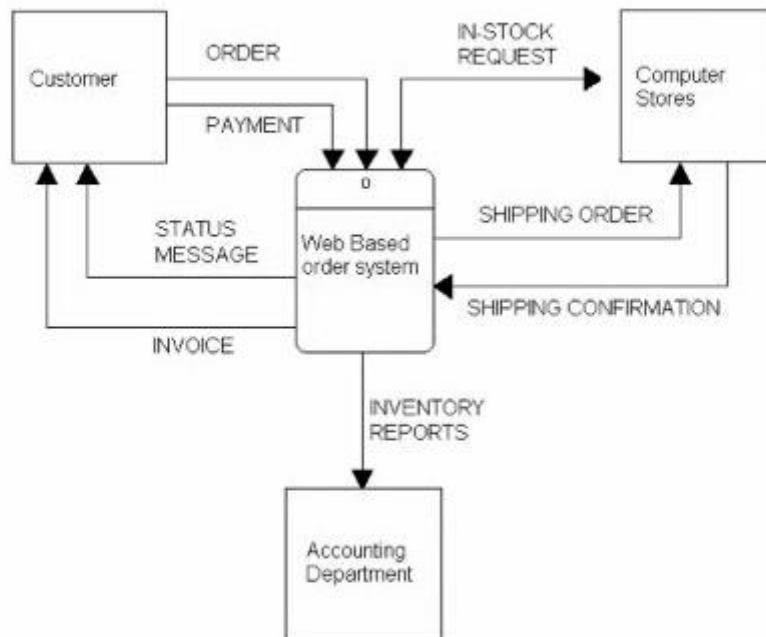 ORDER
IN-STOCK
REQUEST
Customer
Computer
Stores
PAYMENT
0
SHIPPING ORDER
STATUS
MESSAGE
Web Based
order system
SHIPPING CONFIRMATION
INVOICE
INVENTORY
REPORTS
Accounting
Department